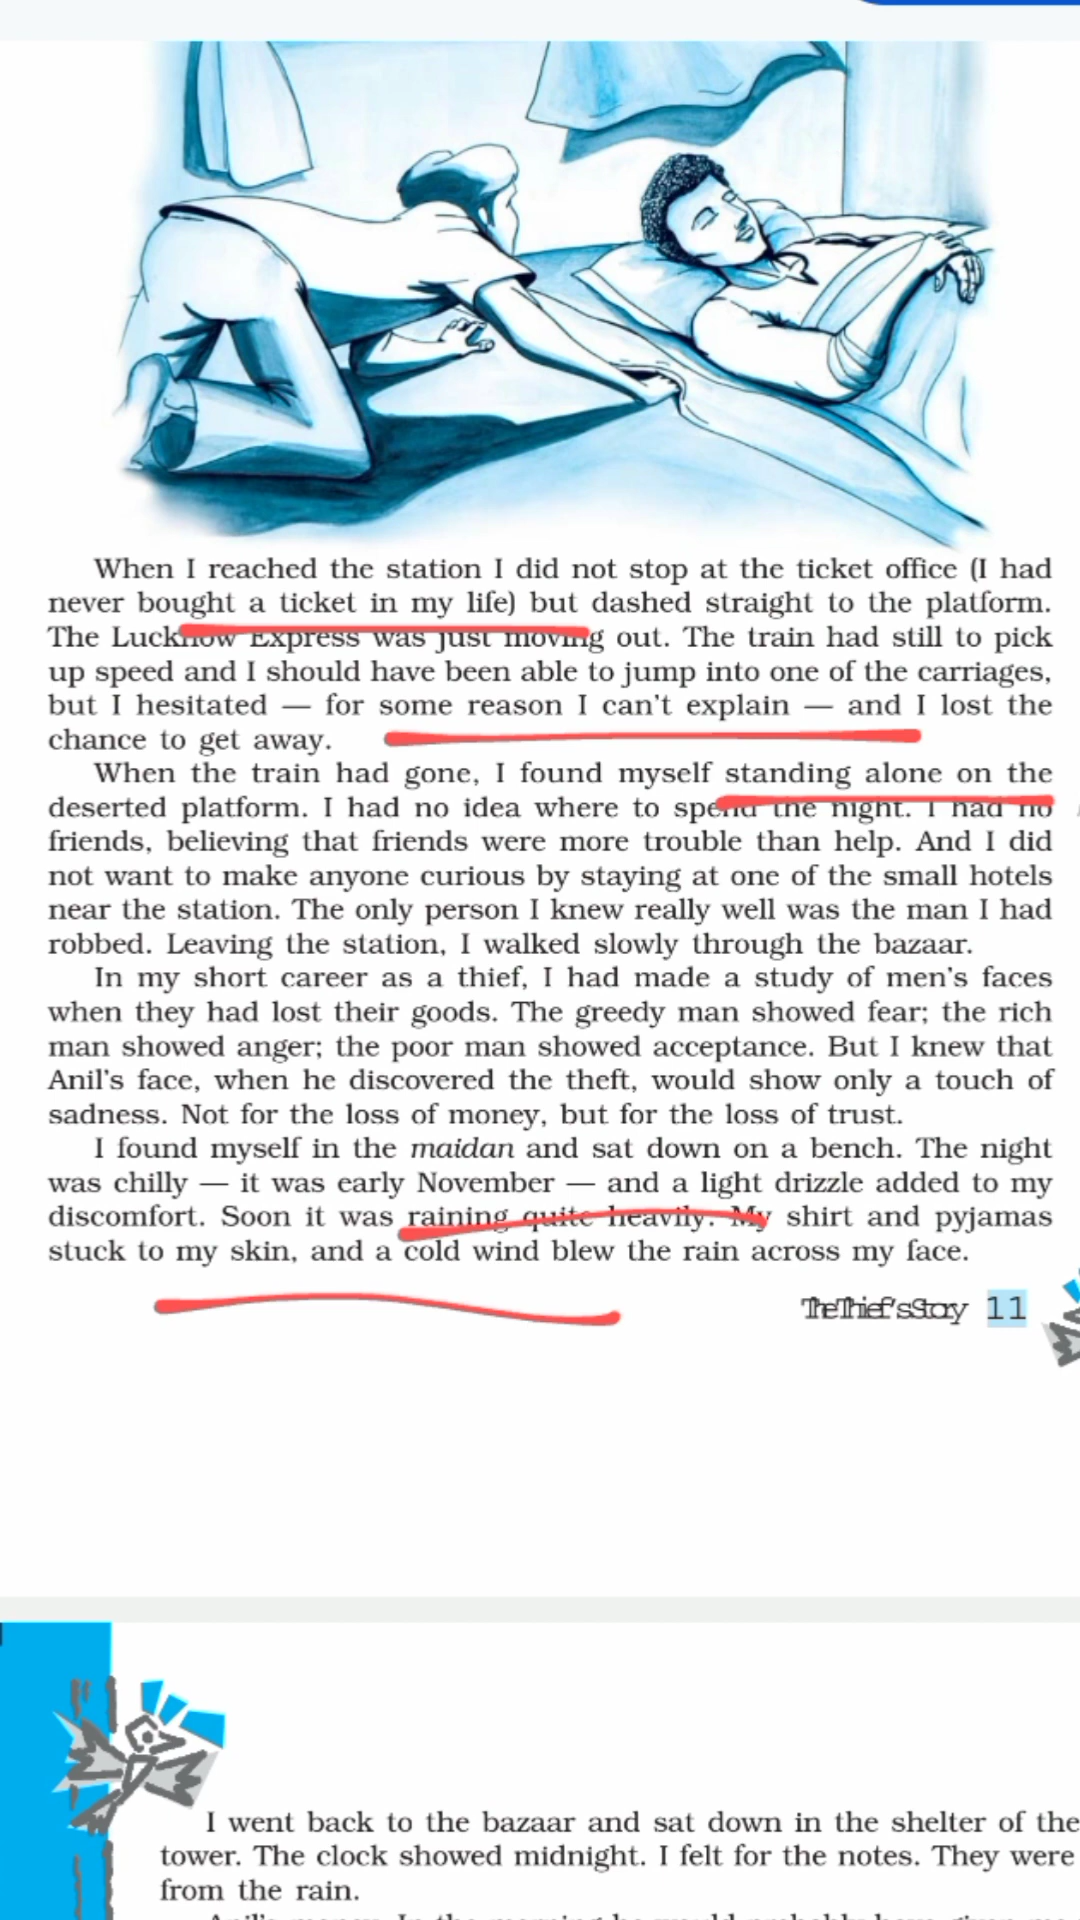 When I reached the station I did not stop at the ticket office (I had
never bought a ticket in my life) but dashed straight to the platform.
The Lucknow Express was just moving out. The train had still to pick
up speed and I should have been able to jump into one of the carriages,
but I hesitated — for some reason I can't explain — and I lost the
chance to get away.
When the train had gone, I found myself standing alone on the
deserted platform. I had no idea where to spend the night. I had no
friends, believing that friends were more trouble than help. And I did
not want to make anyone curious by staying at one of the small hotels
near the station. The only person I knew really well was the man I had
robbed. Leaving the station, I walked slowly through the bazaar.
In my short career as a thief, I had made a study of men's faces
when they had lost their goods. The greedy man showed fear; the rich
man showed anger; the poor man showed acceptance. But I knew that
Anil's face, when he discovered the theft, would show only a touch of
sadness. Not for the loss of money, but for the loss of trust.
I found myself in the maidan and sat down on a bench. The night
was chilly — it was early November — and a light drizzle added to my
discomfort. Soon it was raining quite heavily. My shirt and pyjamas
stuck to my skin, and a cold wind blew the rain across my face.
The Thief's Story 11
I went back to the bazaar and sat down in the shelter of the
tower. The clock showed midnight. I felt for the notes. They were
from the rain.